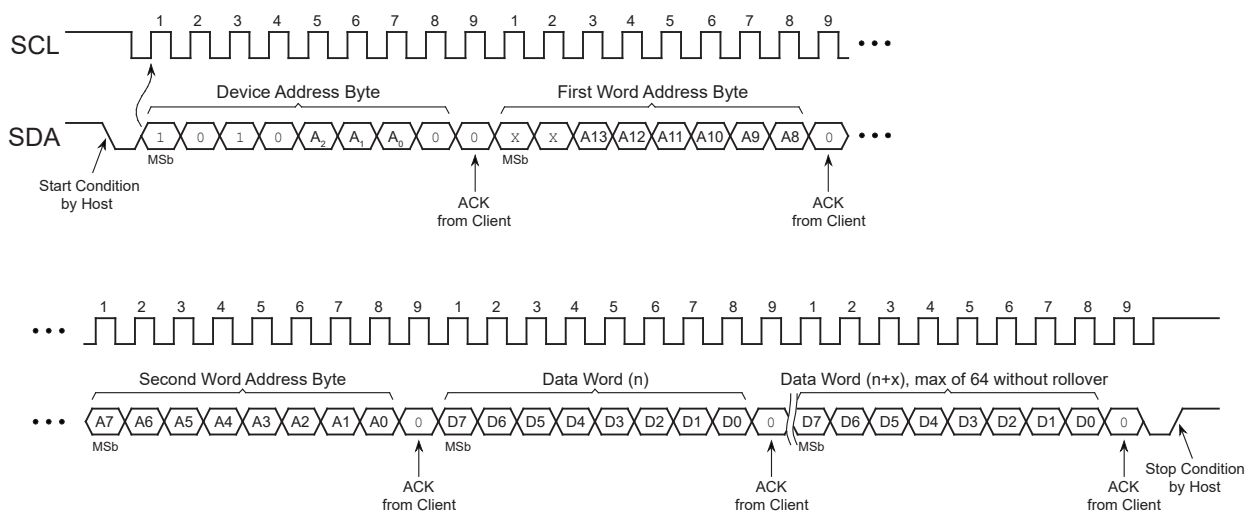 1 2 3 4 5 6 7 8 9 1 2 3 4 5 6 7 8 9
SCL
Device Address Byte First Word Address Byte
SDA 1 0 1 0 A2 A1 A0 0 0 X X A13 A12 A11 A10 A9 A8 0
MSb MSb
Start Condition
by Host
ACK
from Client
ACK
from Client
1 2 3 4 5 6 7 8 9 1 2 3 4 5 6 7 8 9 1 2 3 4 5 6 7 8 9
Second Word Address Byte Data Word (n) Data Word (n+x), max of 64 without rollover
A7 A6 A5 A4 A3 A2 A1 A0 0 D7 D6 D5 D4 D3 D2 D1 D0 0 D7 D6 D5 D4 D3 D2 D1 D0 0
MSb MSb MSb
ACK
from Client
ACK
from Client
ACK
from Client
Stop Condition
by Host